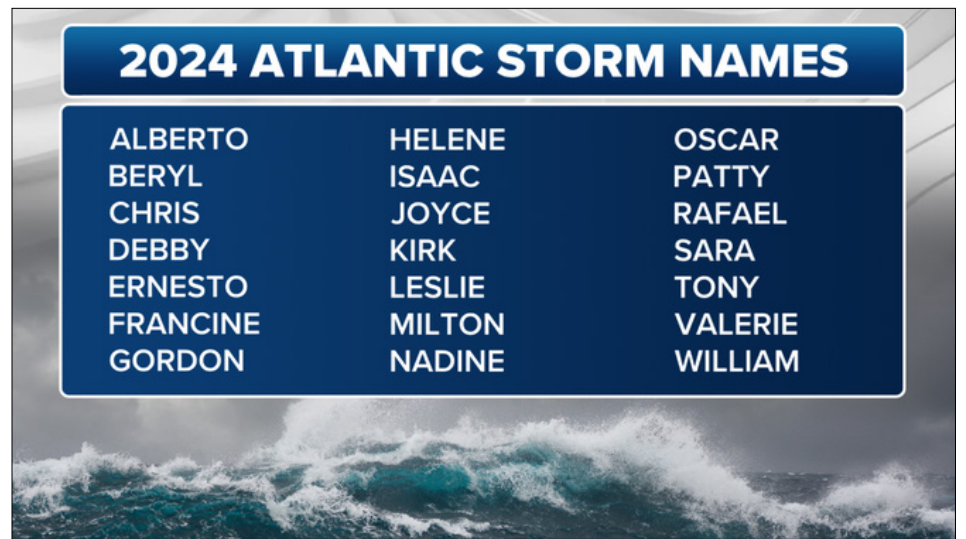 2024 ATLANTIC STORM NAMES
ALBERTO
BERYL
CHRIS
DEBBY
ERNESTO
FRANCINE
GORDON
HELENE
ISAAC
JOYCE
KIRK
LESLIE
MILTON
NADINE
OSCAR
PATTY
RAFAEL
SARA
TONY
VALERIE
WILLIAM